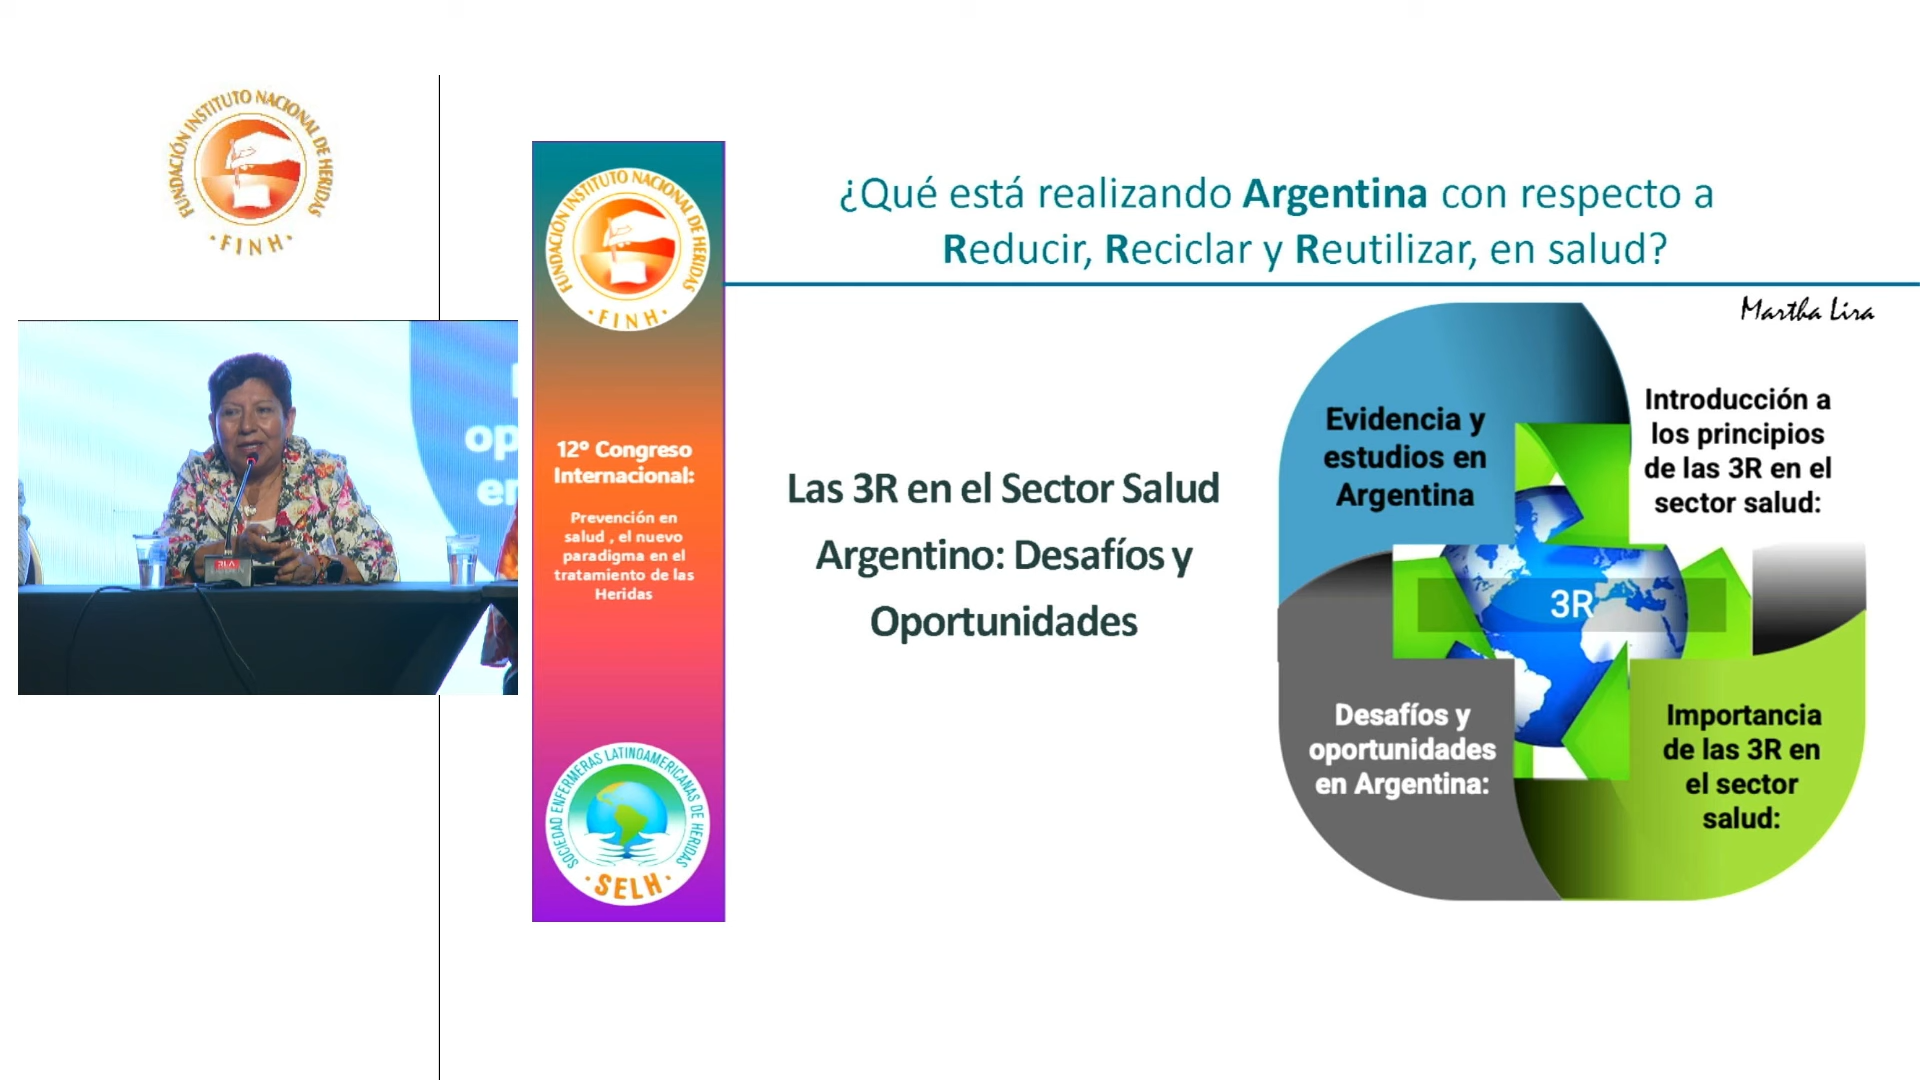 FUNDACIÓN INSTITUTO NACIONAL DE HERIDAS
· FINH ·
op
en
FUNDACIÓN INSTITUTO NACIONAL DE HERIDAS
· FINH ·
12º Congreso
Internacional:
Prevención en
salud , el nuevo
paradigma en el
tratamiento de las
Heridas
SOCIEDAD ENFERMERAS LATINOAMERICANAS DE HERIDAS
· SELH ·
¿Qué está realizando Argentina con respecto a
Reducir, Reciclar y Reutilizar, en salud?
Martha Lira
Las 3R en el Sector Salud
Argentino: Desafíos y
Oportunidades
Evidencia y
estudios en
Argentina
Introducción a
los principios
de las 3R en el
sector salud:
3R
Desafíos y
oportunidades
en Argentina:
Importancia
de las 3R en
el sector
salud: